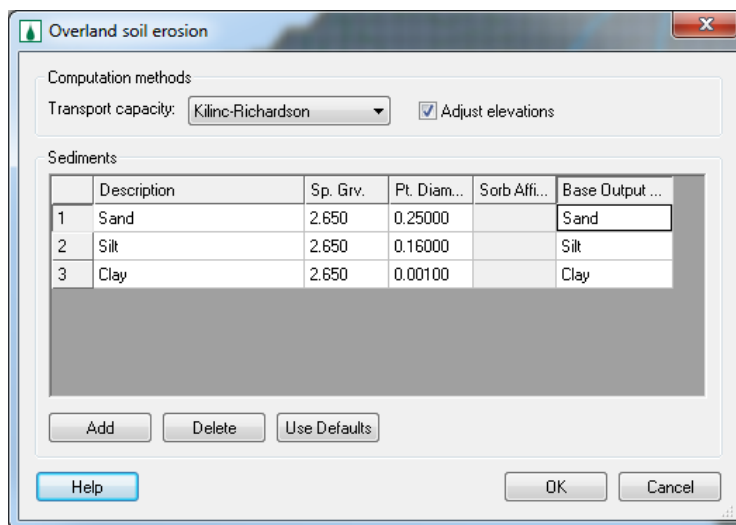 Overland soil erosion
Computation methods
Transport capacity: Kilinc-Richardson Adjust elevations
Sediments
Description Sp. Grv. Pt. Diam... Sorb Affi... Base Output ...
1 Sand 2.650 0.25000 Sand
2 Silt 2.650 0.16000 Silt
3 Clay 2.650 0.00100 Clay
Add Delete Use Defaults
Help OK Cancel